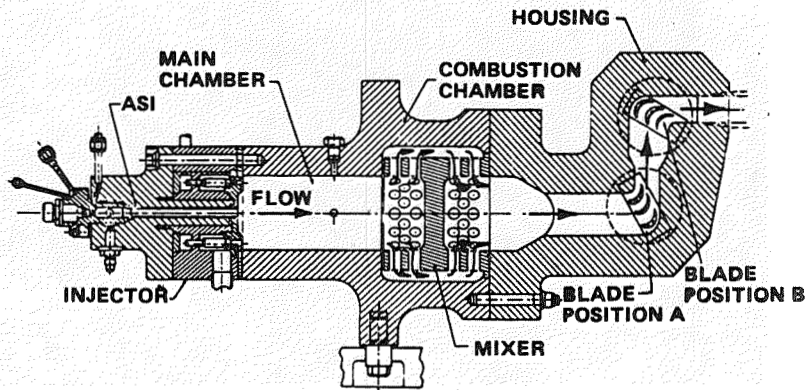 HOUSING
MAIN
CHAMBER
COMBUSTION
CHAMBER
ASI
FLOW
INJECTOR
MIXER
BLADE
POSITION A
BLADE
POSITION B